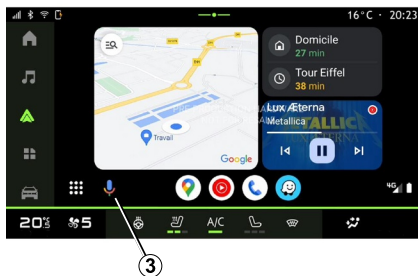 16°C · 20:23
Domicile
27 min
Tour Eiffel
38 min
Lux Æterna
Metallica
METALLICA
Travail
Google
4G
20.5
5
A/C
3